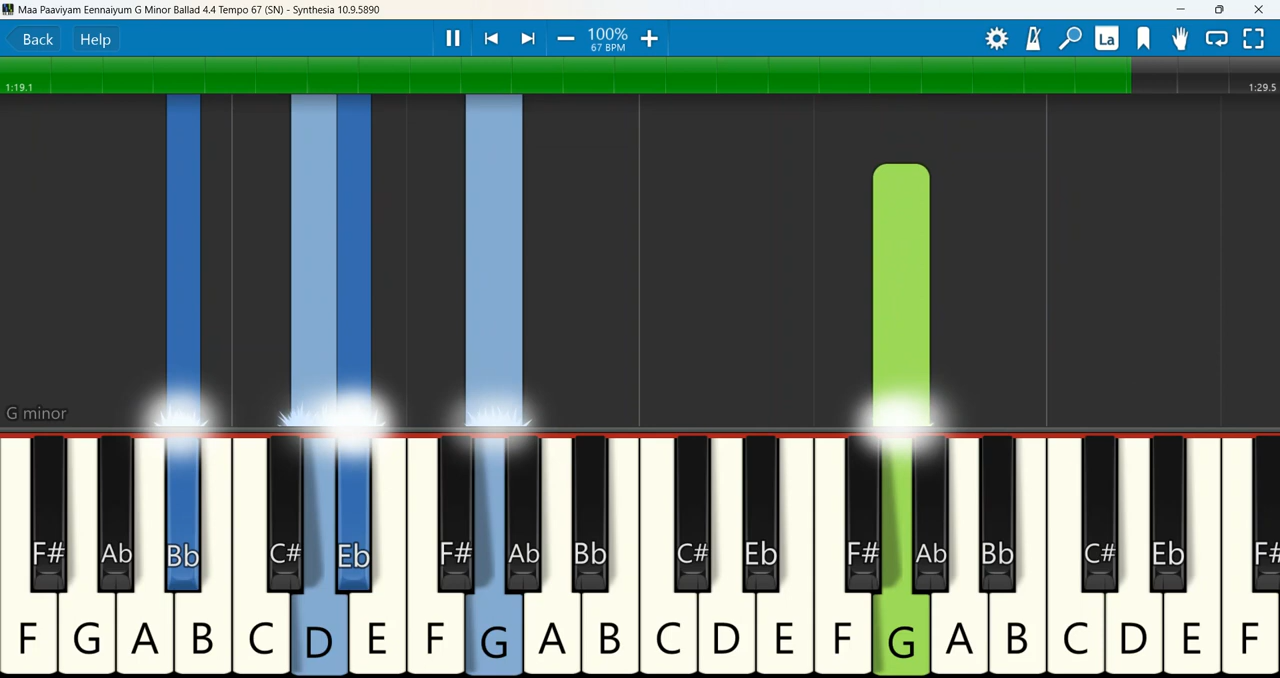 Maa Paaviyam Eennaiyum G Minor Ballad 4.4 Tempo 67 (SN) - Synthesia 10.9.5890
Back Help 100% La
67 BPM
1:19.1 1:29.5
G minor
F# Ab Bb C# Eb F# Ab Bb C# Eb F# Ab Bb C# Eb F#
F G A B C D E F G A B C D E F G A B C D E F